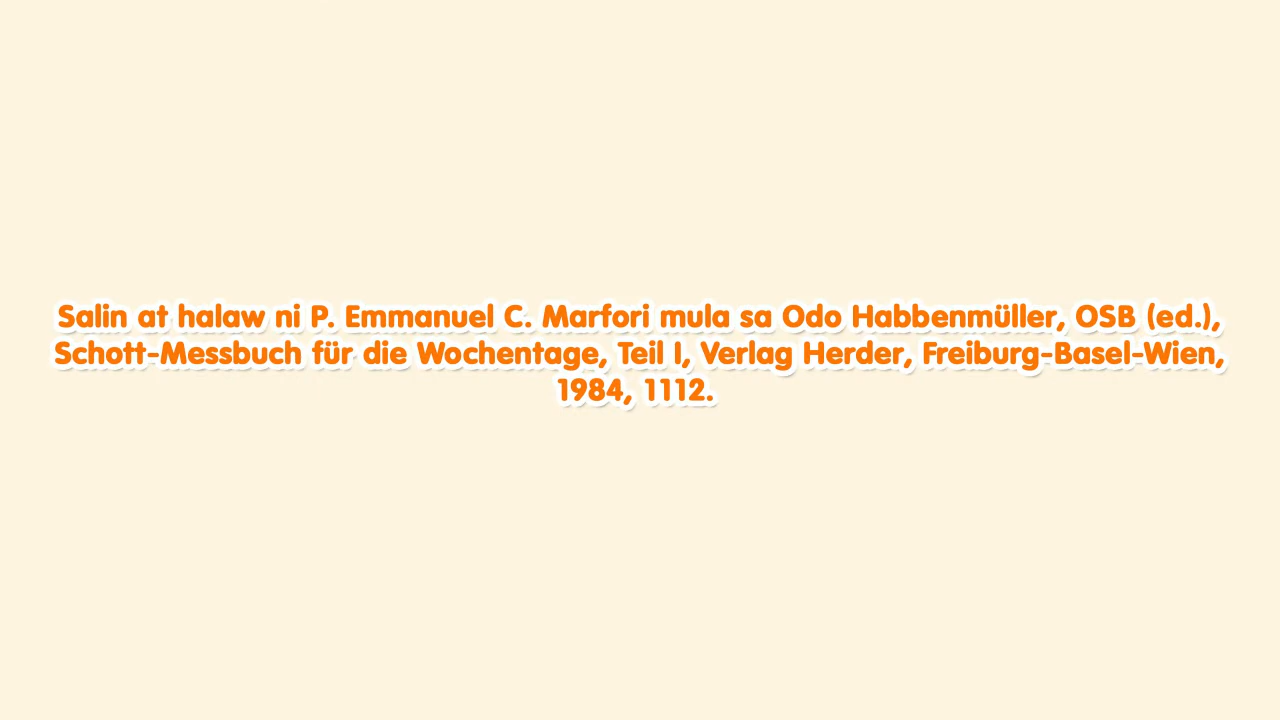 Salin at halaw ni P. Emmanuel C. Marfori mula sa Odo Habbenmüller, OSB (ed.),
Schott-Messbuch für die Wochentage, Teil I, Verlag Herder, Freiburg-Basel-Wien,
1984, 1112.